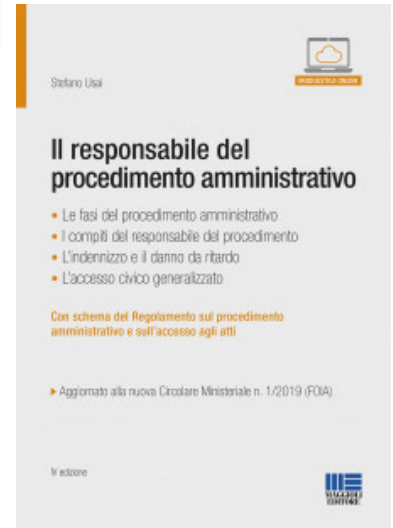 Stefano Usai
MODULISTICA ONLINE
Il responsabile del
procedimento amministrativo
• Le fasi del procedimento amministrativo
• I compiti del responsabile del procedimento
• L'indennizzo e il danno da ritardo
• L'accesso civico generalizzato
Con schema del Regolamento sul procedimento
amministrativo e sull'accesso agli atti
Aggiornato alla nuova Circolare Ministeriale n. 1/2019 (FOIA)
IV edizione
MAGGIOLI
EDITORE